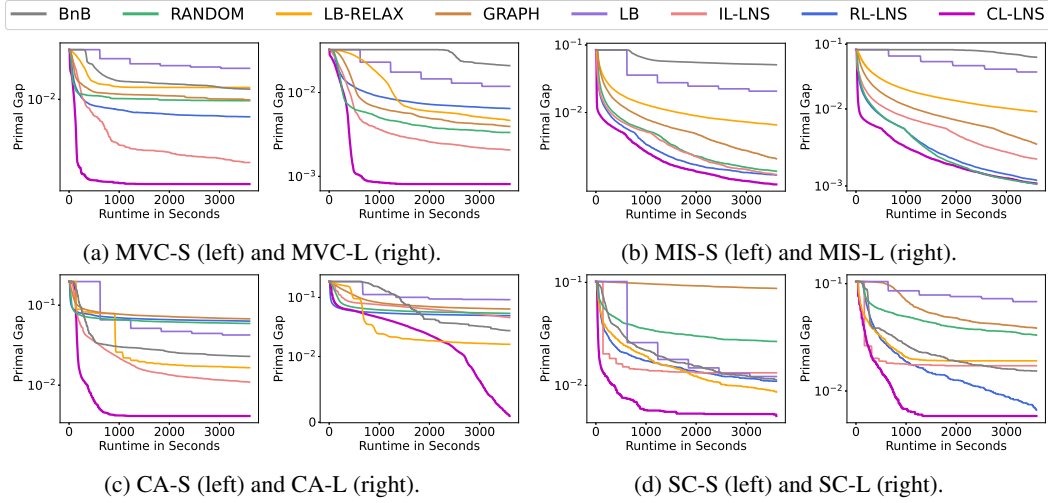 BnB RANDOM LB-RELAX GRAPH LB IL-LNS RL-LNS CL-LNS
Primal Gap
10⁻²
0 1000 2000 3000
Runtime in Seconds
Primal Gap
10⁻²
10⁻³
0 1000 2000 3000
Runtime in Seconds
(a) MVC-S (left) and MVC-L (right).
Primal Gap
10⁻¹
10⁻²
0 1000 2000 3000
Runtime in Seconds
Primal Gap
10⁻¹
10⁻²
10⁻³
0 1000 2000 3000
Runtime in Seconds
(b) MIS-S (left) and MIS-L (right).
Primal Gap
10⁻¹
10⁻²
0 1000 2000 3000
Runtime in Seconds
Primal Gap
10⁻¹
10⁻²
0
0 1000 2000 3000
Runtime in Seconds
(c) CA-S (left) and CA-L (right).
Primal Gap
10⁻¹
10⁻²
0 1000 2000 3000
Runtime in Seconds
Primal Gap
10⁻¹
10⁻²
0 1000 2000 3000
Runtime in Seconds
(d) SC-S (left) and SC-L (right).